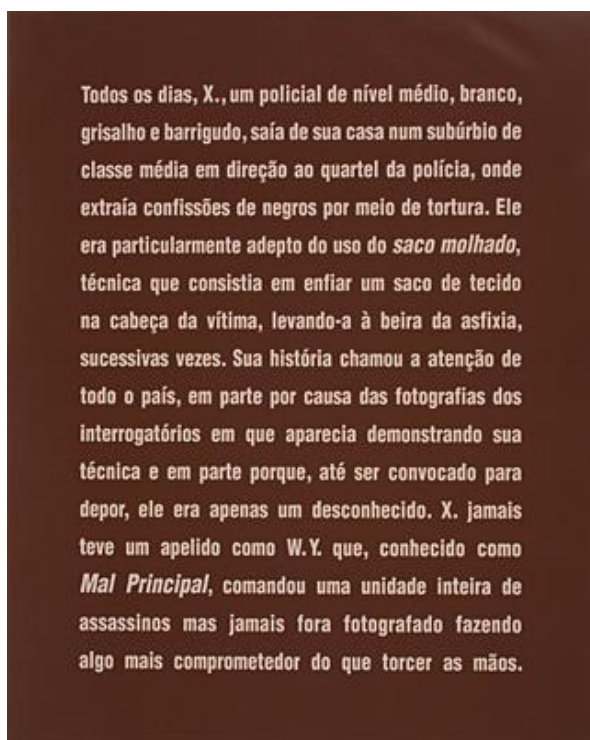 Todos os dias, X., um policial de nível médio, branco,
grisalho e barrigudo, saía de sua casa num subúrbio de
classe média em direção ao quartel da polícia, onde
extraía confissões de negros por meio de tortura. Ele
era particularmente adepto do uso do saco molhado,
técnica que consistia em enfiar um saco de tecido
na cabeça da vítima, levando-a à beira da asfixia,
sucessivas vezes. Sua história chamou a atenção de
todo o país, em parte por causa das fotografias dos
interrogatórios em que aparecia demonstrando sua
técnica e em parte porque, até ser convocado para
depor, ele era apenas um desconhecido. X. jamais
teve um apelido como W.Y. que, conhecido como
Mal Principal, comandou uma unidade inteira de
assassinos mas jamais fora fotografado fazendo
algo mais comprometedor do que torcer as mãos.